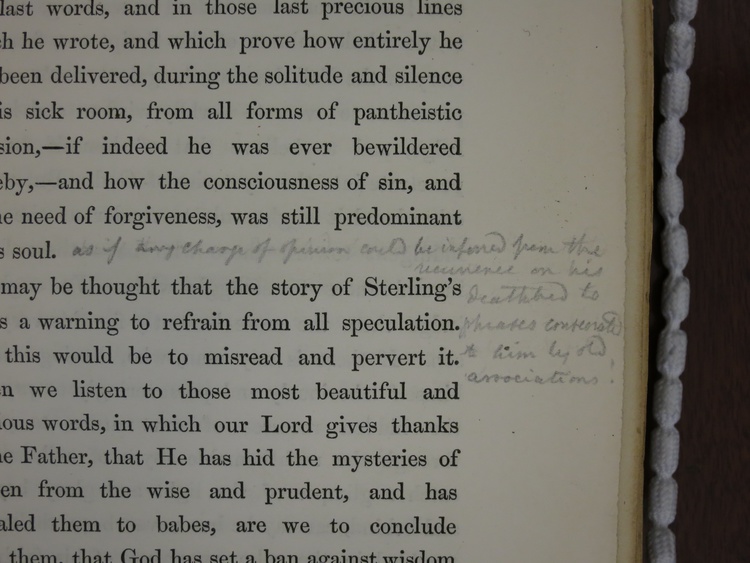 last words, and in those last precious lines
ch he wrote, and which prove how entirely he
been delivered, during the solitude and silence
is sick room, from all forms of pantheistic
sion,—if indeed he was ever bewildered
eby,—and how the consciousness of sin, and
e need of forgiveness, was still predominant
s soul. as if any change of opinion could be inferred from the
recurrence on his
may be thought that the story of Sterling's deathbed to
s a warning to refrain from all speculation. phrases consecrated
this would be to misread and pervert it. to him by old
n we listen to those most beautiful and associations!
ious words, in which our Lord gives thanks
e Father, that He has hid the mysteries of
en from the wise and prudent, and has
aled them to babes, are we to conclude
them, that God has set a ban against wisdom